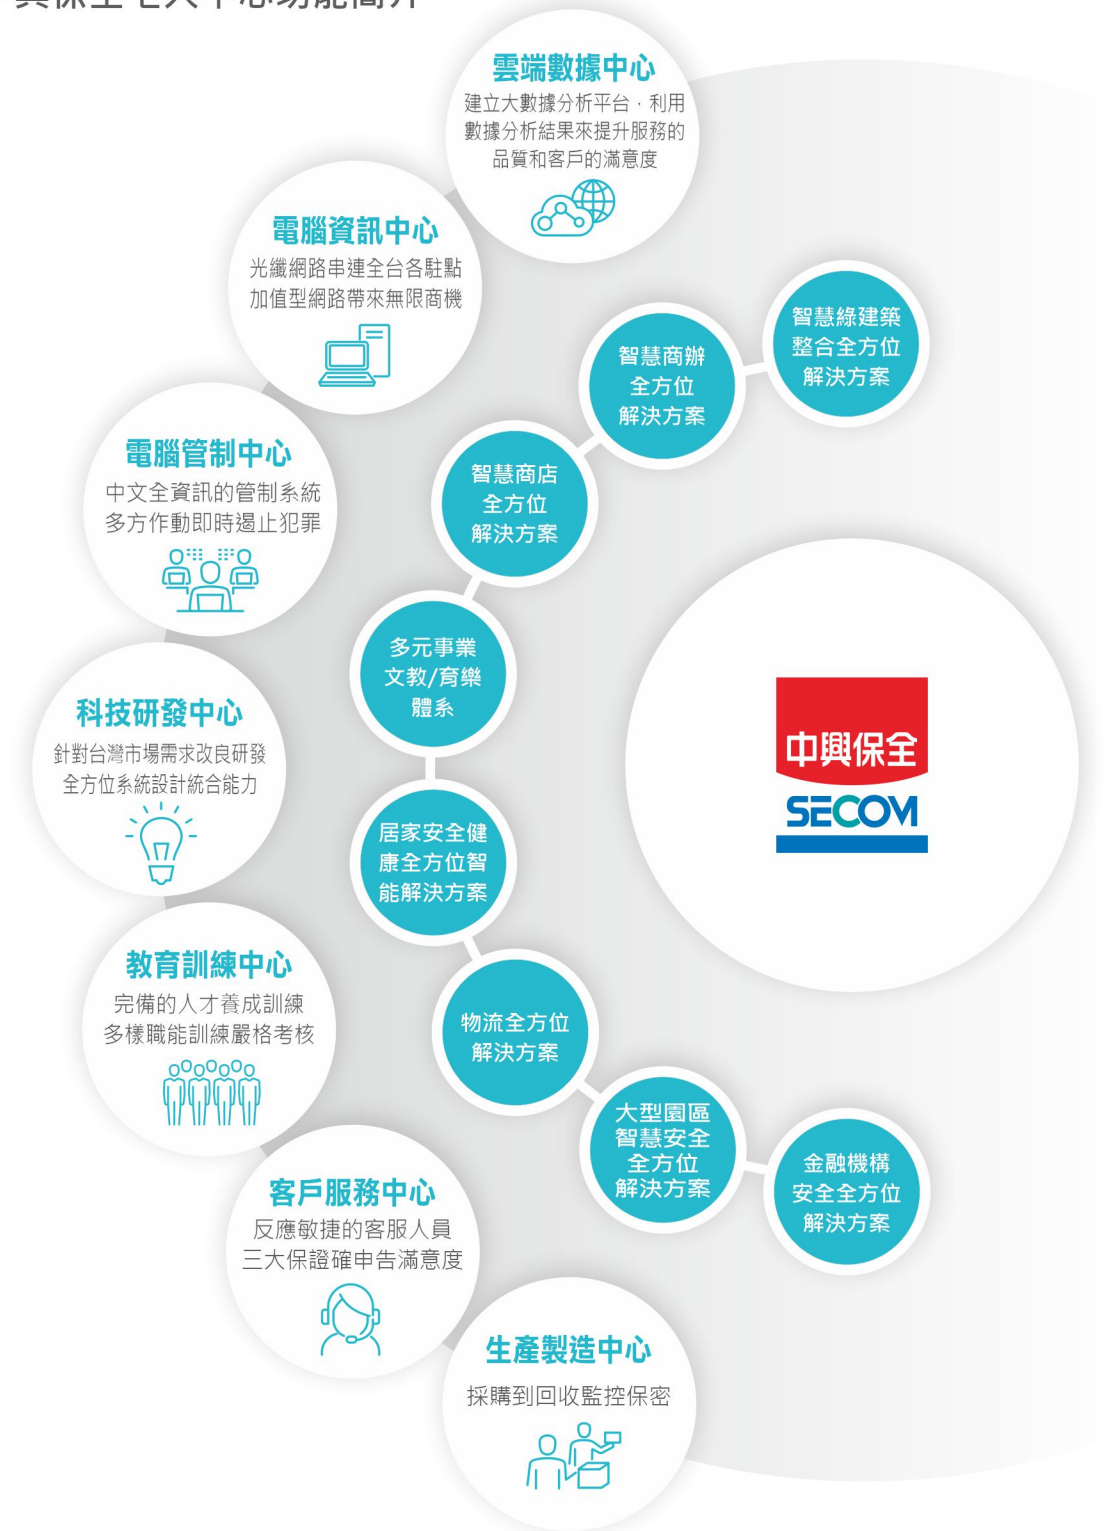 雲端數據中心
建立大數據分析平台，利用
數據分析結果來提升服務的
品質和客戶的滿意度
電腦資訊中心
光纖網路串連全台各駐點
加值型網路帶來無限商機
電腦管制中心
中文全資訊的管制系統
多方作動即時遏止犯罪
科技研發中心
針對台灣市場需求改良研發
全方位系統設計統合能力
教育訓練中心
完備的人才養成訓練
多樣職能訓練嚴格考核
客戶服務中心
反應敏捷的客服人員
三大保證確申告滿意度
生產製造中心
採購到回收監控保密
智慧綠建築
整合全方位
解決方案
智慧商辦
全方位
解決方案
智慧商店
全方位
解決方案
多元事業
文教/育樂
體系
居家安全健
康全方位智
能解決方案
物流全方位
解決方案
大型園區
智慧安全
全方位
解決方案
金融機構
安全全方位
解決方案
中興保全
SECOM